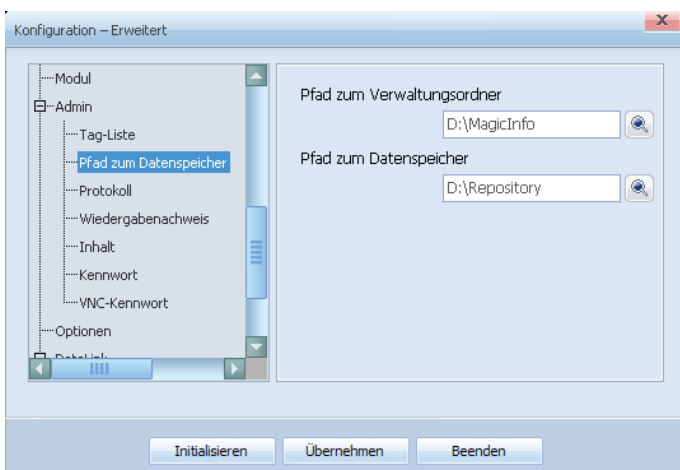 Konfiguration – Erweitert
x
Modul
Admin
Tag-Liste
Pfad zum Datenspeicher
Protokoll
Wiedergabenachweis
Inhalt
Kennwort
VNC-Kennwort
Optionen
DataLink
Pfad zum Verwaltungsordner
D:\MagicInfo
Pfad zum Datenspeicher
D:\Repository
Initialisieren
Übernehmen
Beenden